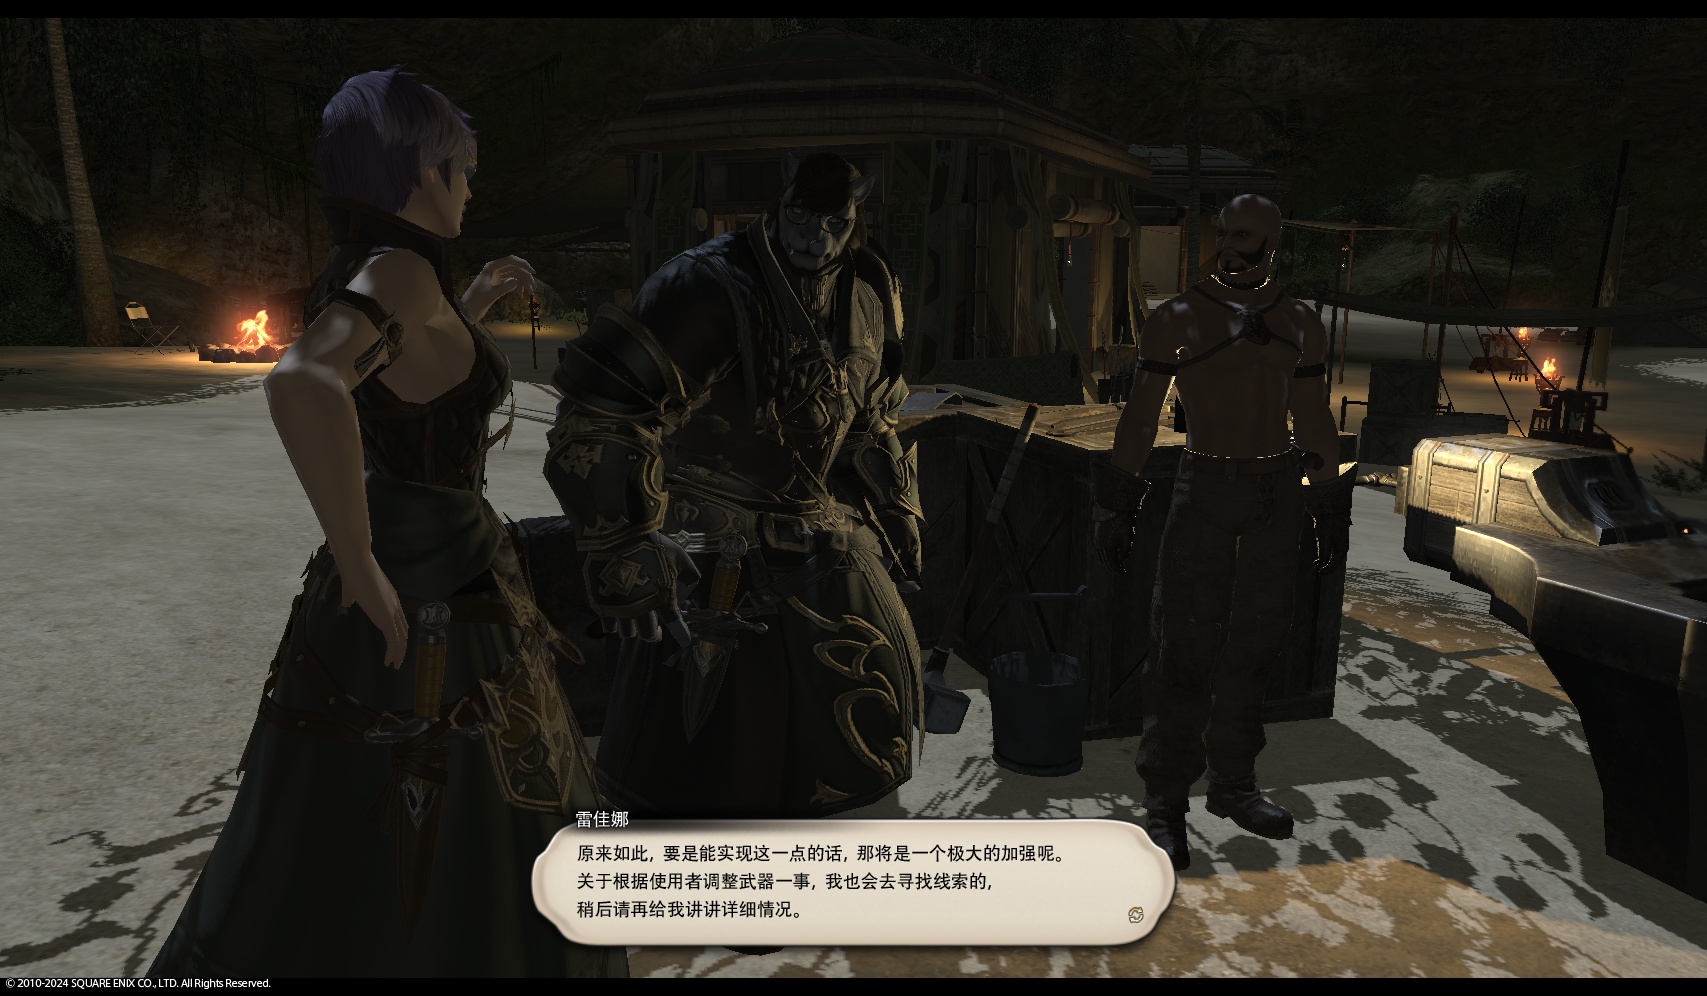 雷佳娜
原来如此, 要是能实现这一点的话, 那将是一个极大的加强呢。
关于根据使用者调整武器一事, 我也会去寻找线索的,
稍后请再给我讲讲详细情况。
© 2010-2024 SQUARE ENIX CO., LTD. All Rights Reserved.